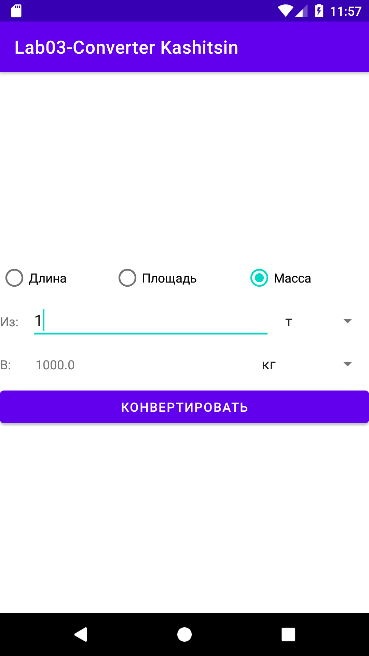 11:57
Lab03-Converter Kashitsin
Длина Площадь Масса
Из: 1 т
В: 1000.0 кг
КОНВЕРТИРОВАТЬ